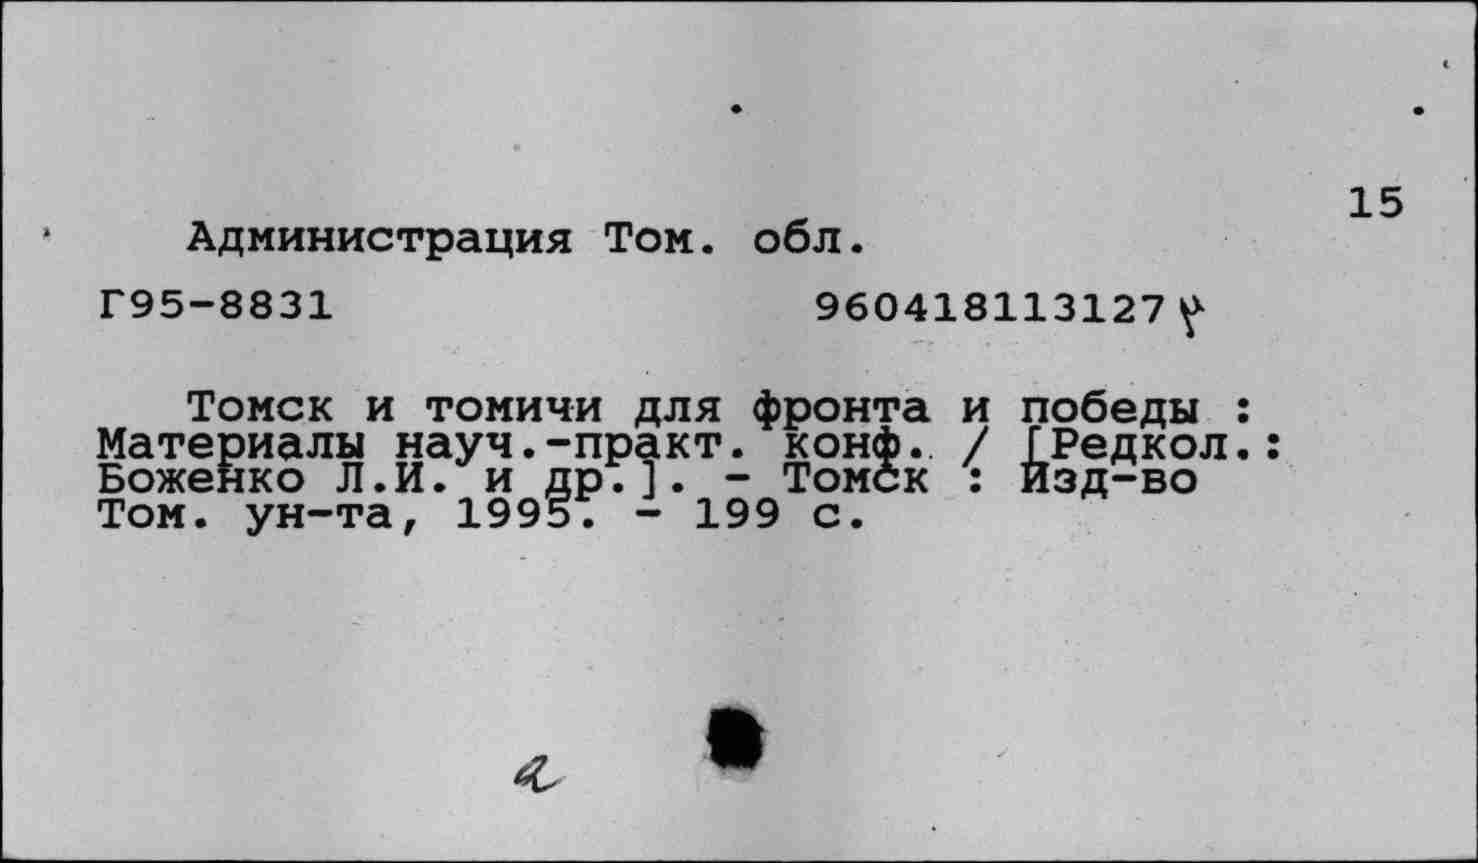 15
Администрация Том. обл.
Г95-8831 960418113127
Томск и томичи для фронта и победы :
Материалы науч.-практ. конф. / [Редкол.:
Боженко Л.И. и др.]. - Томск : Изд-во
Том. ун-та, 1995. - 199 с.